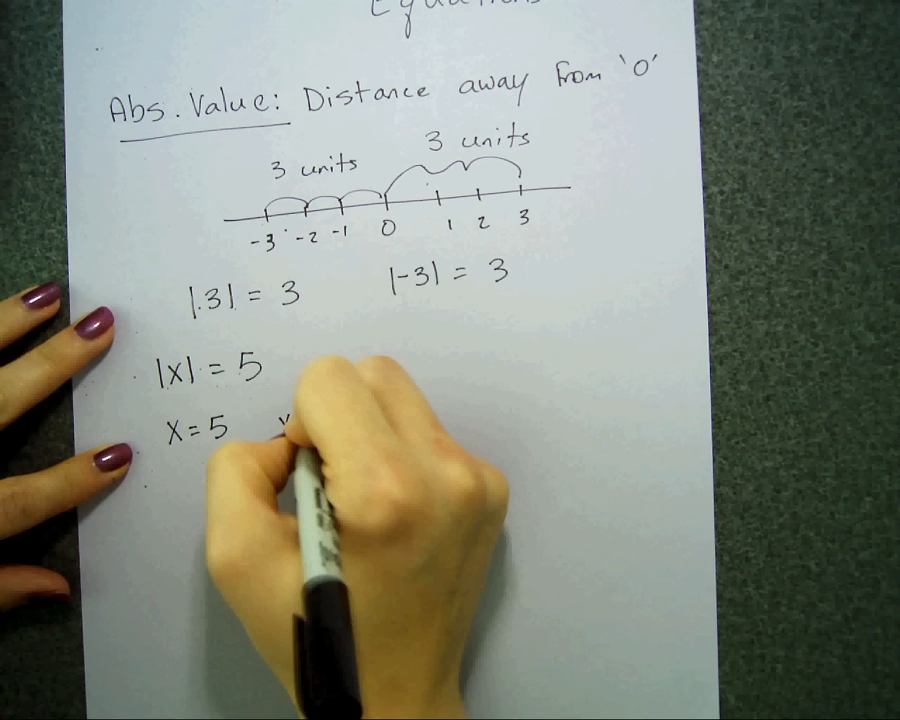 Equations
Abs. Value: Distance away from '0'
3 units 3 units
-3 -2 -1 0 1 2 3
|3| = 3 |-3| = 3
|x| = 5
x = 5 x